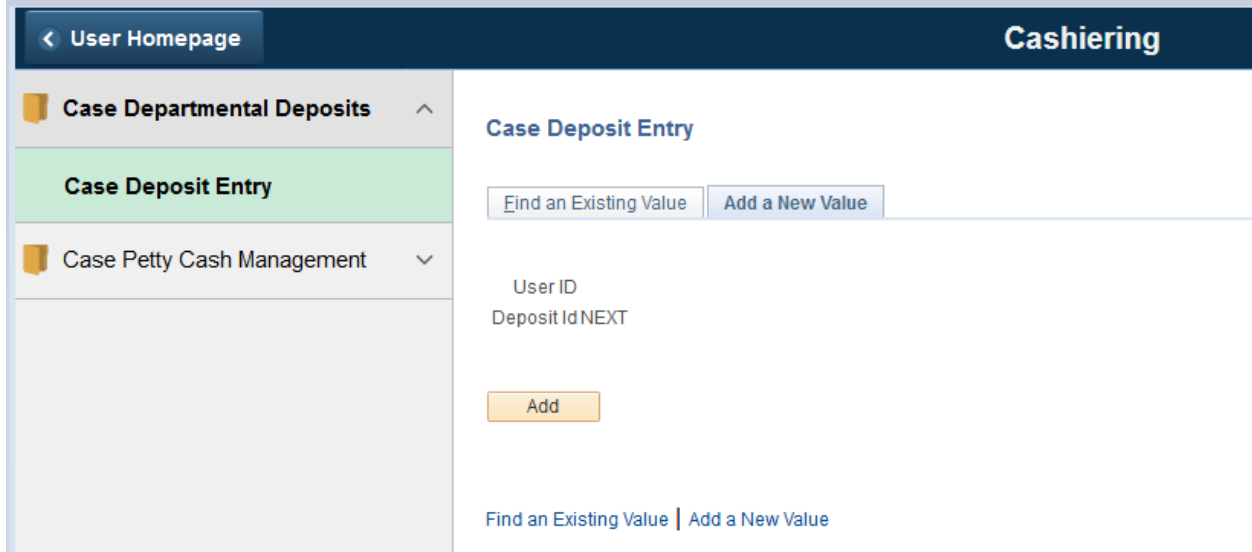 User Homepage
Cashiering
Case Departmental Deposits
Case Deposit Entry
Case Petty Cash Management
Case Deposit Entry
Find an Existing Value
Add a New Value
User ID
Deposit Id NEXT
Add
Find an Existing Value | Add a New Value